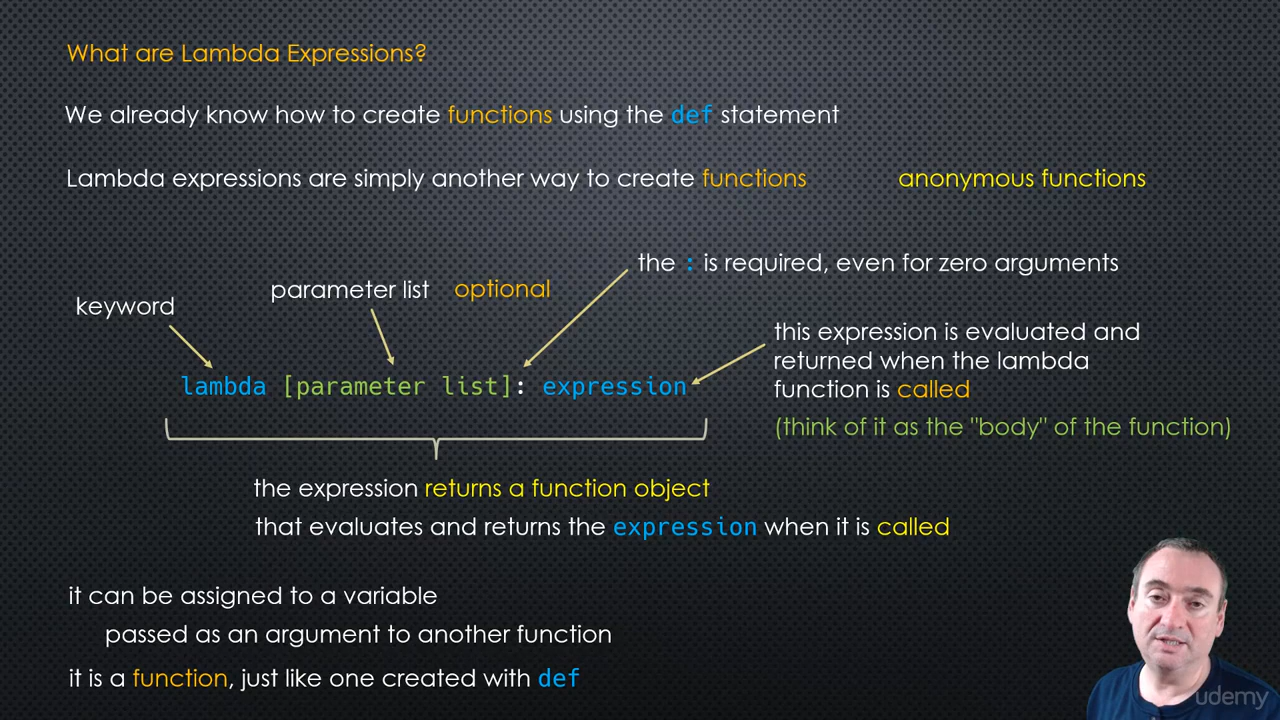 What are Lambda Expressions?
We already know how to create functions using the def statement
Lambda expressions are simply another way to create functions anonymous functions
the : is required, even for zero arguments
parameter list optional
keyword
this expression is evaluated and
returned when the lambda
function is called
(think of it as the "body" of the function)
lambda [parameter list]: expression
the expression returns a function object
that evaluates and returns the expression when it is called
it can be assigned to a variable
passed as an argument to another function
it is a function, just like one created with def
udemy